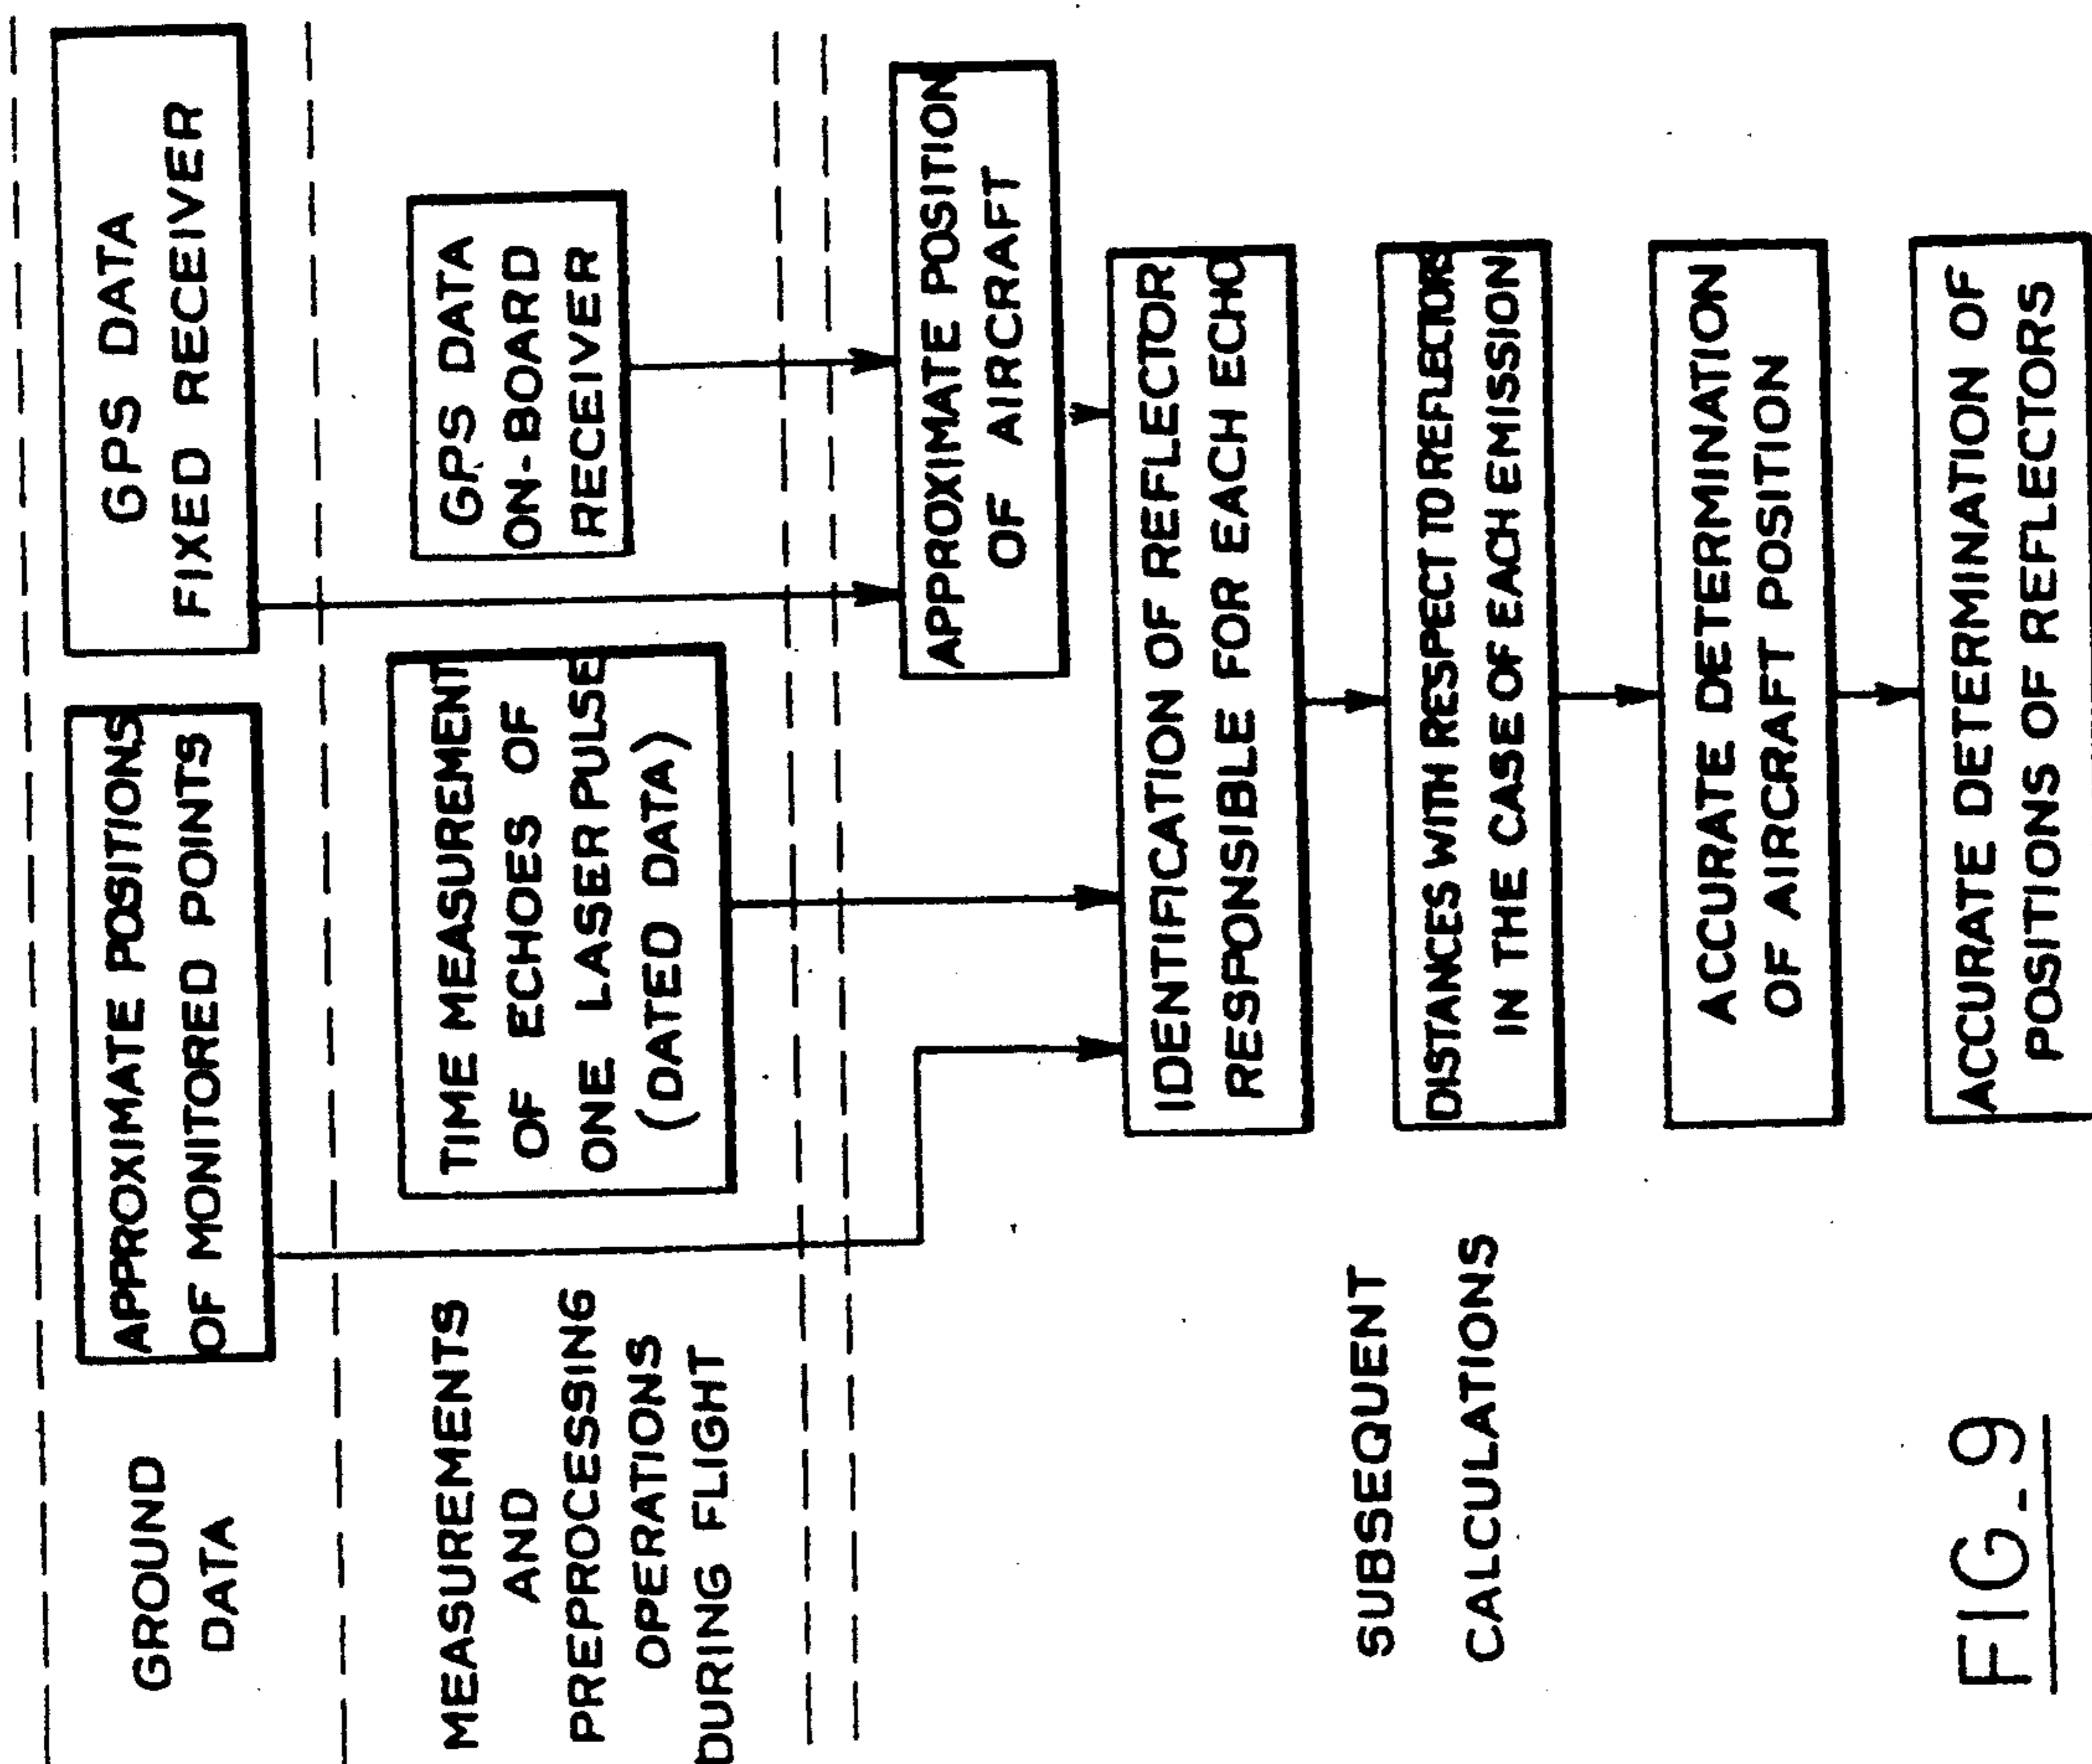 GROUND
DATA
APPROXIMATE POSITIONS
OF MONITORED POINTS
GPS DATA
FIXED RECEIVER
MEASUREMENTS
AND
PREPROCESSING
OPERATIONS
DURING FLIGHT
TIME MEASUREMENT
OF ECHOES OF
ONE LASER PULSE
(DATED DATA)
GPS DATA
ON-BOARD
RECEIVER
SUBSEQUENT
CALCULATIONS
APPROXIMATE POSITION
OF AIRCRAFT
IDENTIFICATION OF REFLECTOR
RESPONSIBLE FOR EACH ECHO
DISTANCES WITH RESPECT TO REFLECTORS
IN THE CASE OF EACH EMISSION
ACCURATE DETERMINATION
OF AIRCRAFT POSITION
ACCURATE DETERMINATION OF
POSITIONS OF REFLECTORS
FIG_9